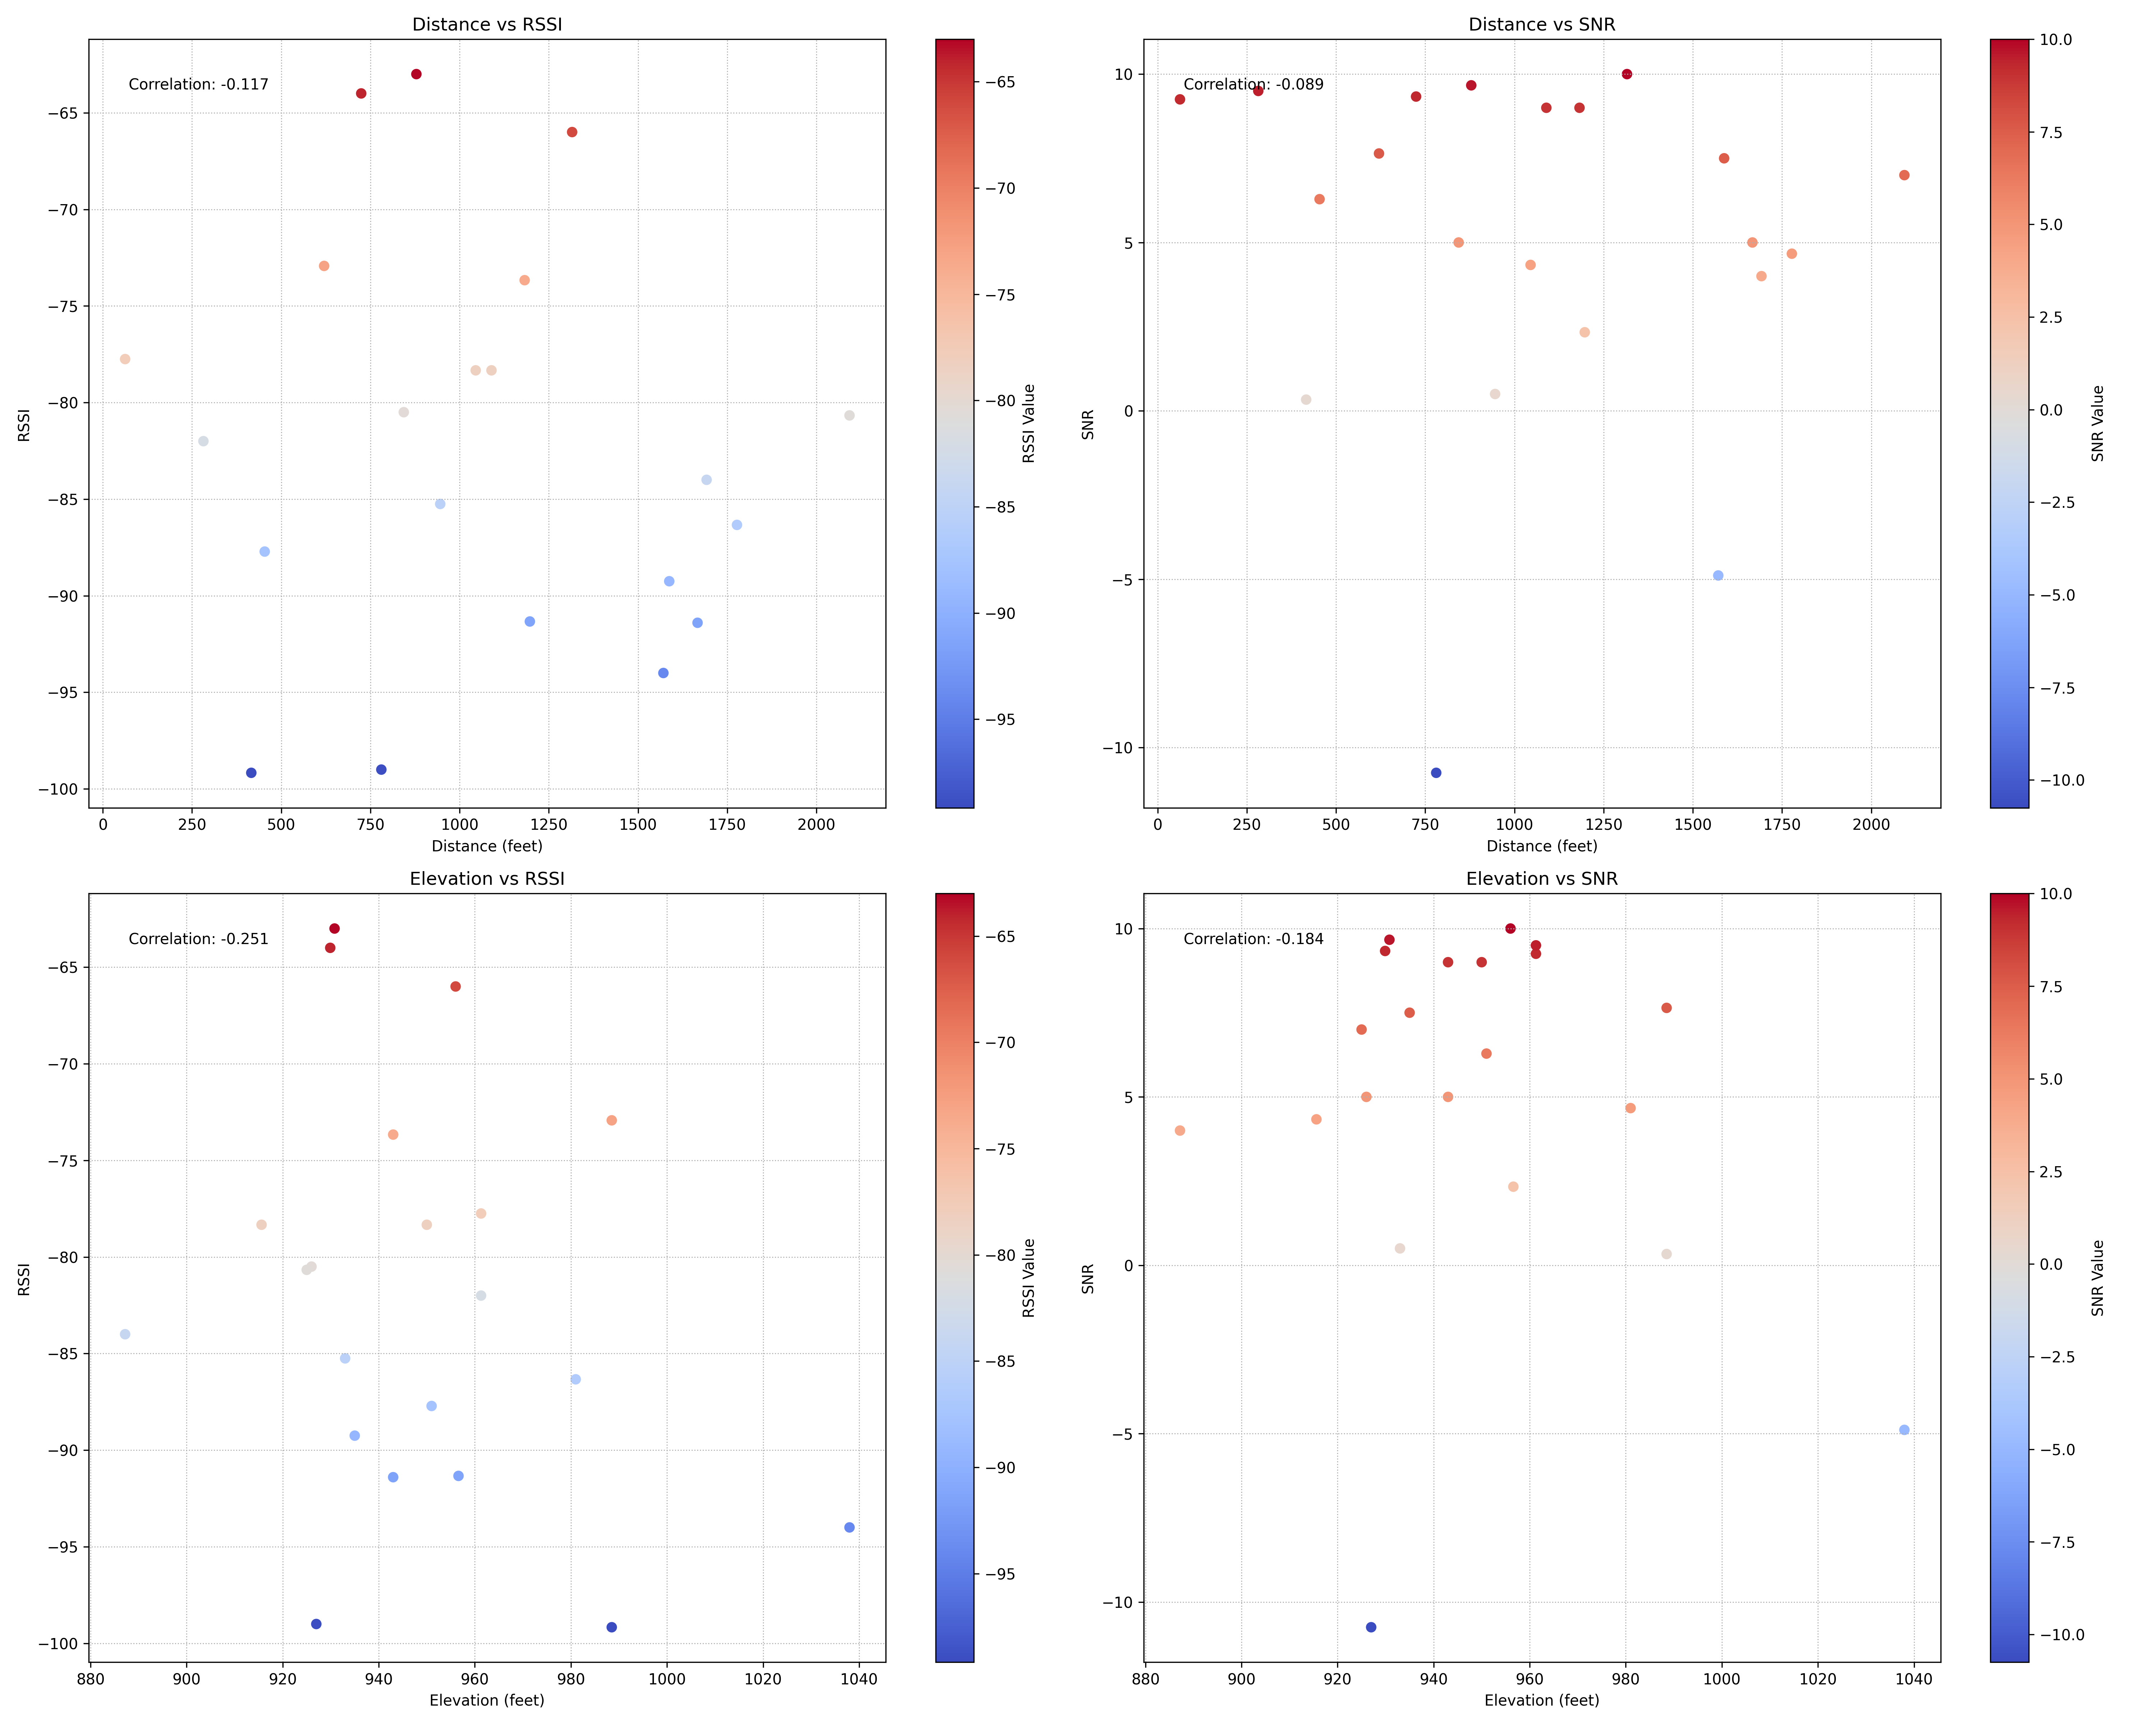 Distance vs RSSI
Correlation: -0.117
−65
−70
−75
−80
−85
−90
−95
−100
0 250 500 750 1000 1250 1500 1750 2000
Distance (feet)
RSSI
−65
−70
−75
−80
−85
−90
−95
RSSI Value
Distance vs SNR
Correlation: -0.089
10
5
0
−5
−10
0 250 500 750 1000 1250 1500 1750 2000
Distance (feet)
SNR
10.0
7.5
5.0
2.5
0.0
−2.5
−5.0
−7.5
−10.0
SNR Value
Elevation vs RSSI
Correlation: -0.251
−65
−70
−75
−80
−85
−90
−95
−100
880 900 920 940 960 980 1000 1020 1040
Elevation (feet)
RSSI
−65
−70
−75
−80
−85
−90
−95
RSSI Value
Elevation vs SNR
Correlation: -0.184
10
5
0
−5
−10
880 900 920 940 960 980 1000 1020 1040
Elevation (feet)
SNR
10.0
7.5
5.0
2.5
0.0
−2.5
−5.0
−7.5
−10.0
SNR Value